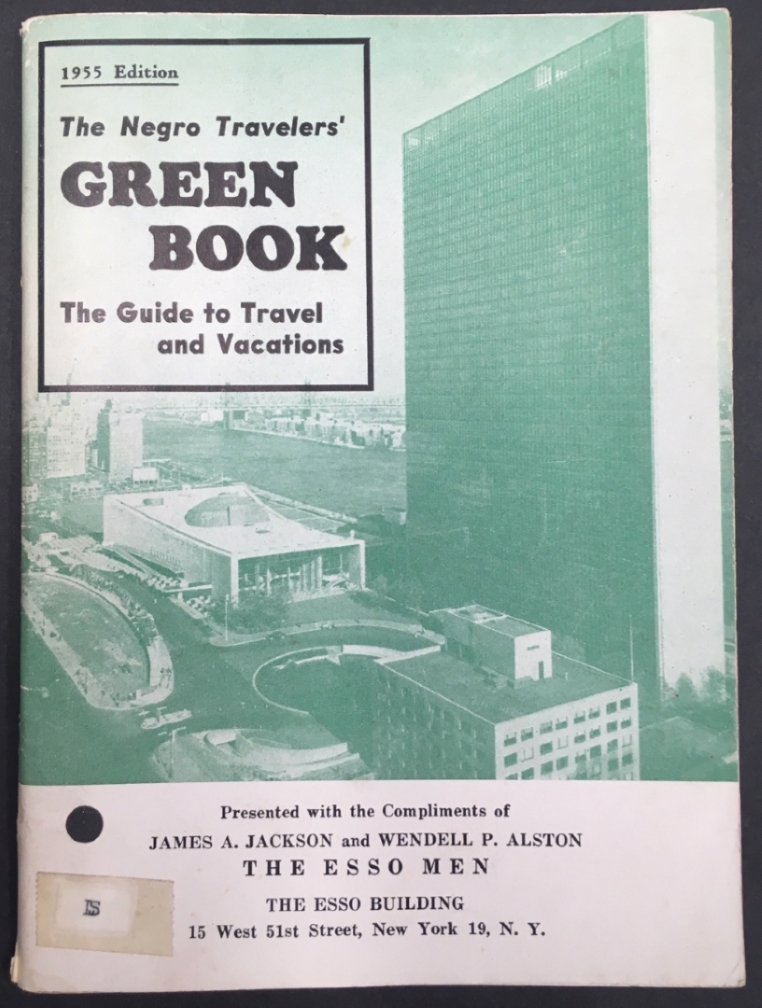 1955 Edition
The Negro Travelers'
GREEN
BOOK
The Guide to Travel
and Vacations
Presented with the Compliments of
JAMES A. JACKSON and WENDELL P. ALSTON
THE ESSO MEN
THE ESSO BUILDING
15 West 51st Street, New York 19, N. Y.